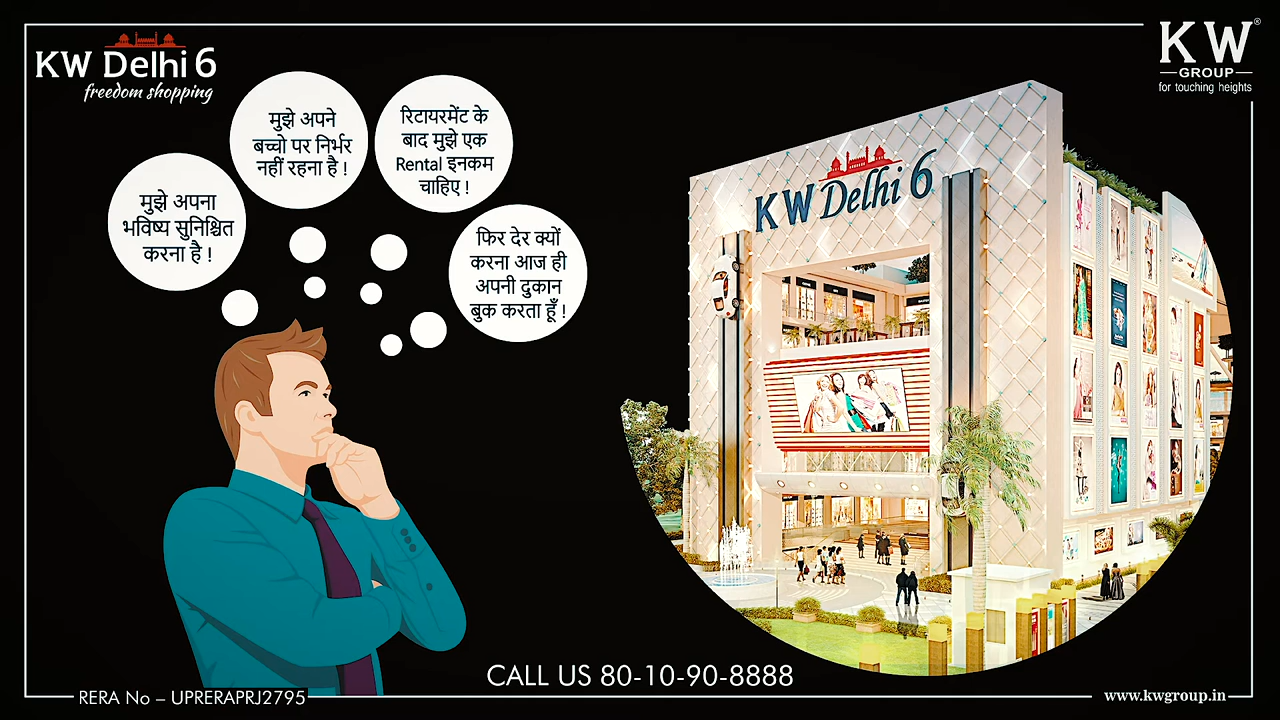 KW Delhi 6
freedom shopping
KW®
GROUP
for touching heights
मुझे अपना
भविष्य सुनिश्चित
करना है !
मुझे अपने
बच्चो पर निर्भर
नहीं रहना है !
रिटायरमेंट के
बाद मुझे एक
Rental इनकम
चाहिए !
फिर देर क्यों
करना आज ही
अपनी दुकान
बुक करता हूँ !
KW Delhi 6
CALL US 80-10-90-8888
RERA No – UPRERAPRJ2795
www.kwgroup.in